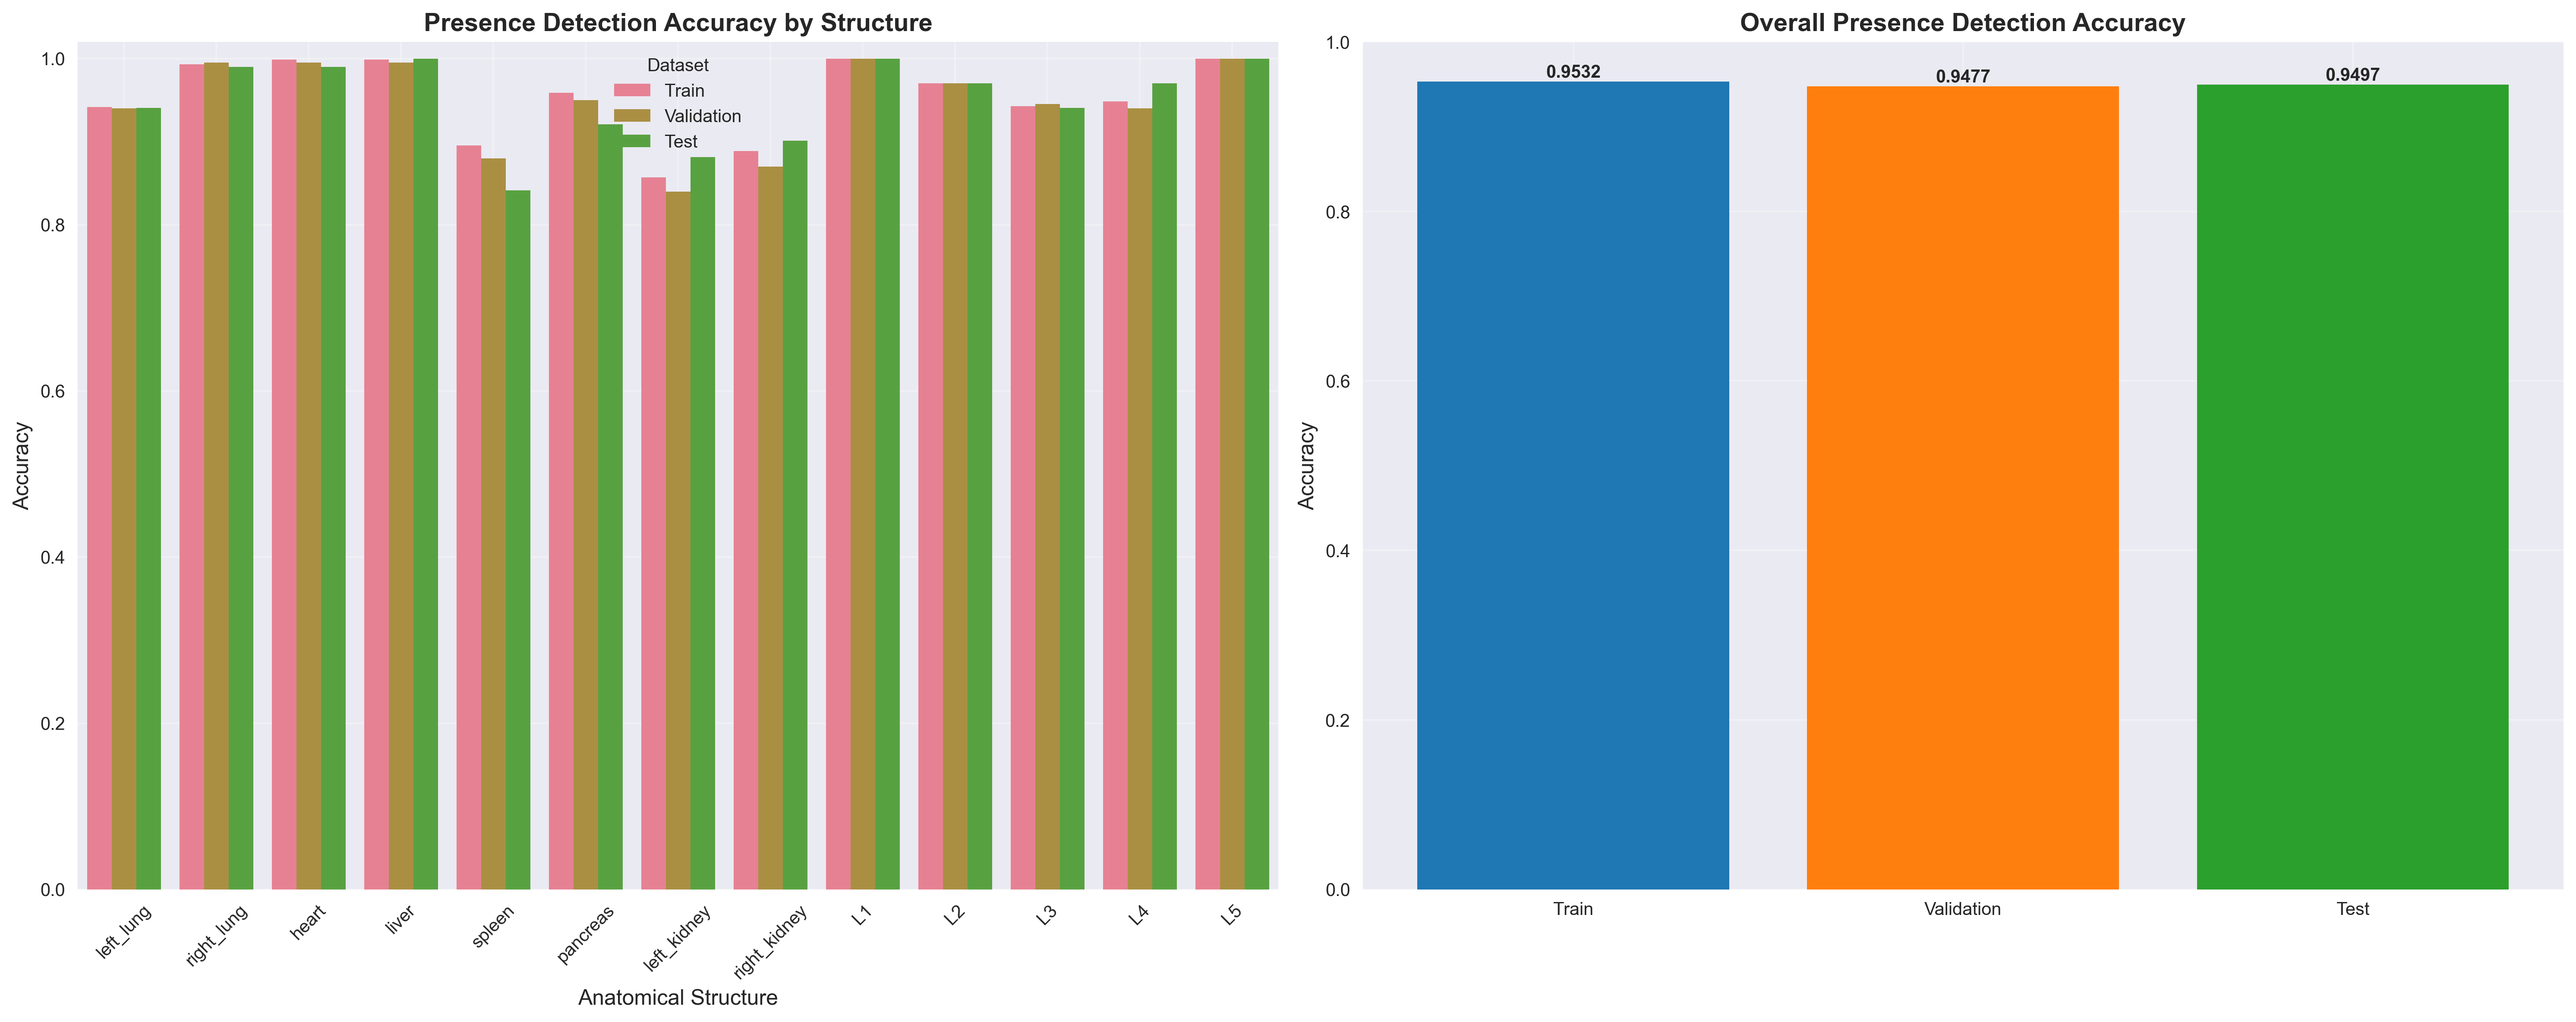 Presence Detection Accuracy by Structure
Accuracy
1.0
0.8
0.6
0.4
0.2
0.0
Dataset
Train
Validation
Test
left_lung
right_lung
heart
liver
spleen
pancreas
left_kidney
right_kidney
L1
L2
L3
L4
L5
Anatomical Structure
Overall Presence Detection Accuracy
Accuracy
1.0
0.8
0.6
0.4
0.2
0.0
0.9532
0.9477
0.9497
Train
Validation
Test